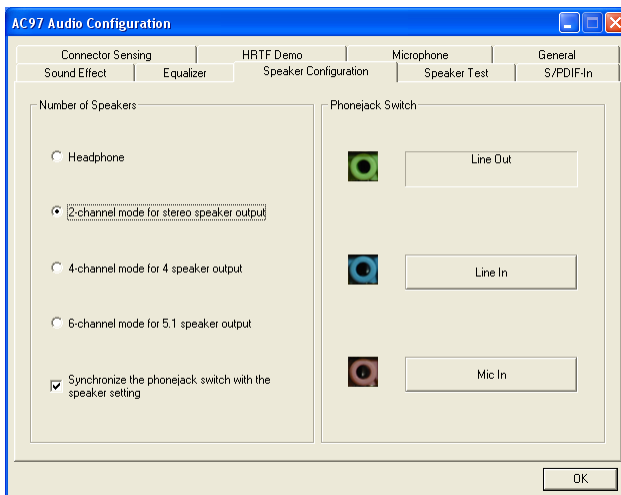 AC97 Audio Configuration
Connector Sensing
HRTF Demo
Microphone
General
Sound Effect
Equalizer
Speaker Configuration
Speaker Test
S/PDIF-In
Number of Speakers
Headphone
2-channel mode for stereo speaker output
4-channel mode for 4 speaker output
6-channel mode for 5.1 speaker output
Synchronize the phonejack switch with the
speaker setting
Phonejack Switch
Line Out
Line In
Mic In
OK